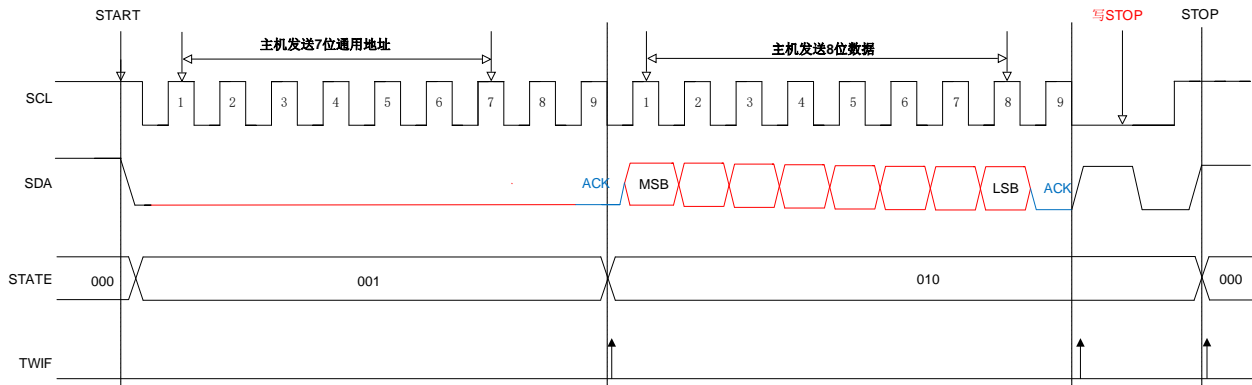 START
写STOP
STOP
主机发送7位通用地址
主机发送8位数据
SCL
1 2 3 4 5 6 7 8 9 1 2 3 4 5 6 7 8 9
SDA
ACK MSB LSB ACK
STATE
000 001 010 000
TWIF